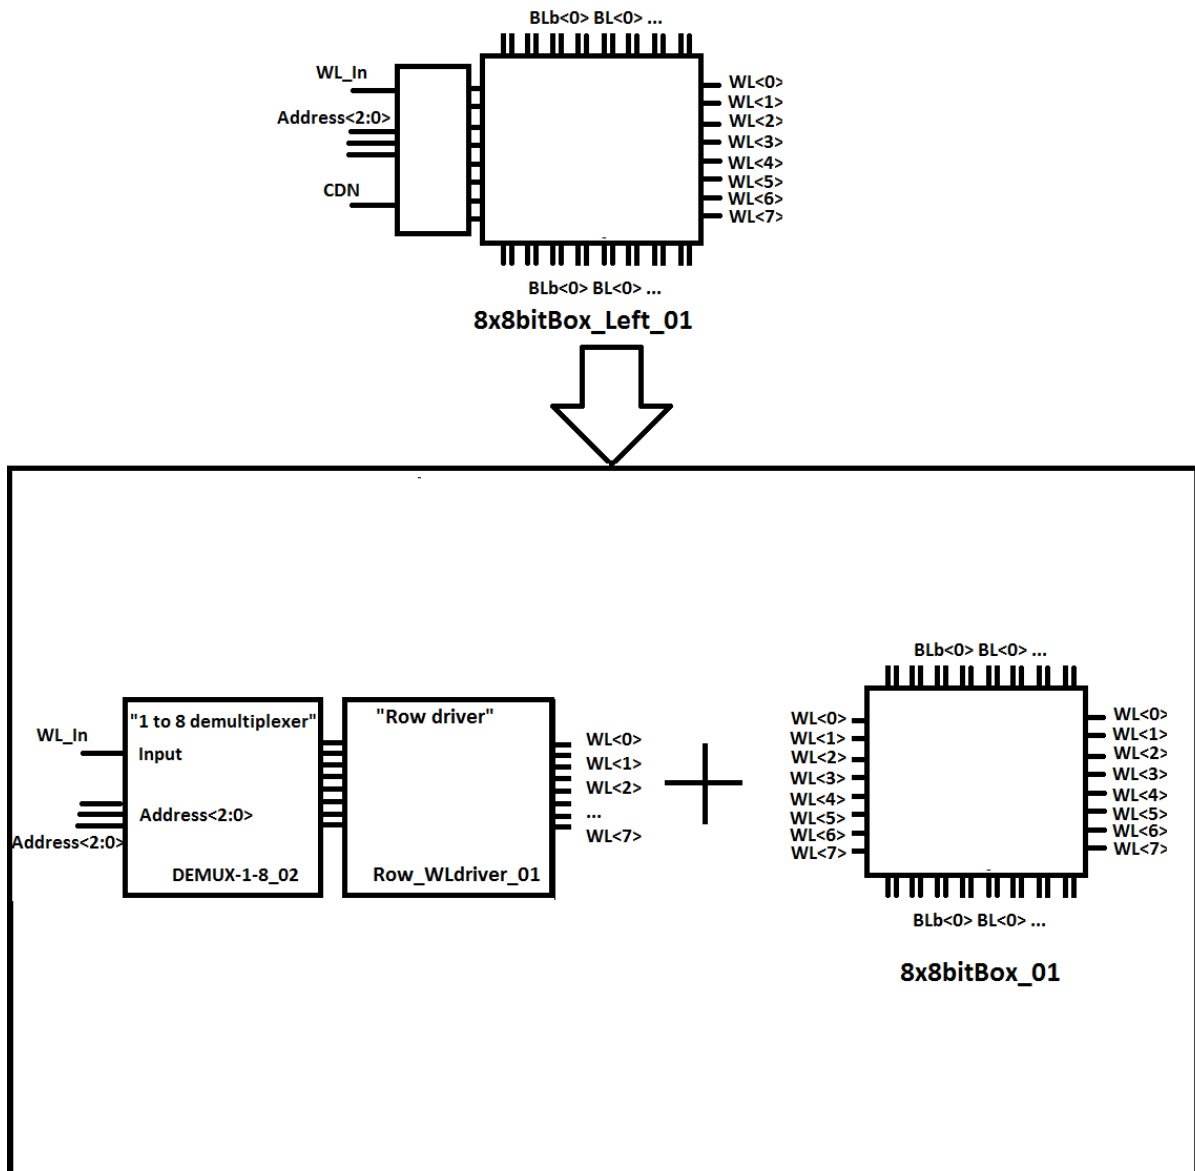 BLb<0> BL<0> ...
WL_In
Address<2:0>
CDN
WL<0>
WL<1>
WL<2>
WL<3>
WL<4>
WL<5>
WL<6>
WL<7>
BLb<0> BL<0> ...
8x8bitBox_Left_01
WL_In
Address<2:0>
"1 to 8 demultiplexer"
Input
Address<2:0>
DEMUX-1-8_02
"Row driver"
Row_WLdriver_01
WL<0>
WL<1>
WL<2>
...
WL<7>
BLb<0> BL<0> ...
WL<0>
WL<1>
WL<2>
WL<3>
WL<4>
WL<5>
WL<6>
WL<7>
WL<0>
WL<1>
WL<2>
WL<3>
WL<4>
WL<5>
WL<6>
WL<7>
BLb<0> BL<0> ...
8x8bitBox_01